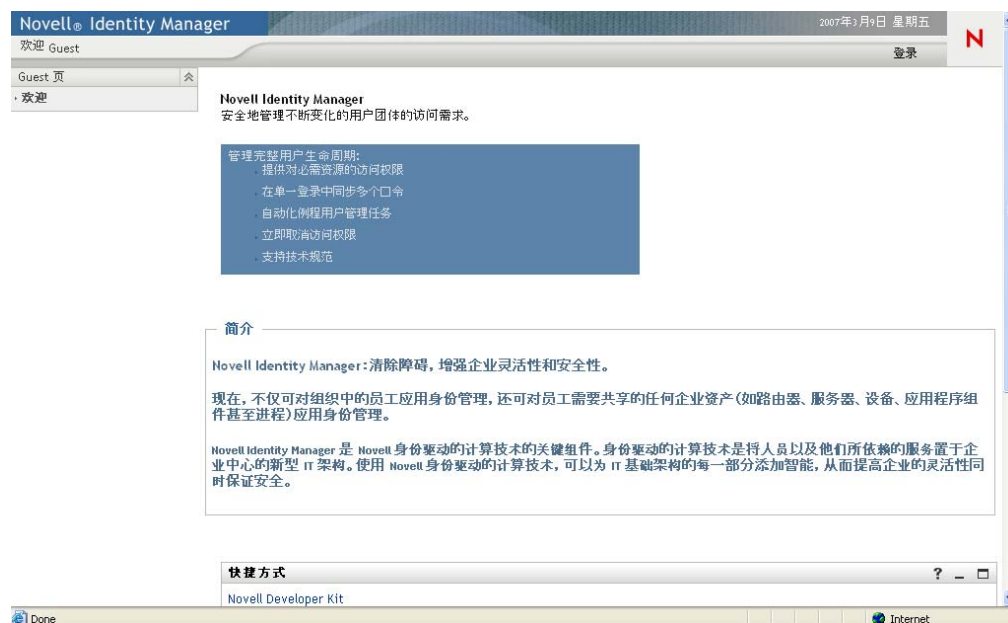 Novell® Identity Manager
2007年3月9日 星期五
欢迎 Guest
登录
N
Guest 页
欢迎
Novell Identity Manager
安全地管理不断变化的用户团体的访问需求。
管理完整用户生命周期:
提供对必需资源的访问权限
在单一登录中同步多个口令
自动化例程用户管理任务
立即取消访问权限
支持技术规范
简介
Novell Identity Manager:清除障碍,增强企业灵活性和安全性。
现在,不仅可对组织中的员工应用身份管理,还可对员工需要共享的任何企业资产(如路由器、服务器、设备、应用程序组
件甚至进程)应用身份管理。
Novell Identity Manager 是 Novell 身份驱动的计算技术的关键组件。身份驱动的计算技术是将人员以及他们所依赖的服务置于企
业中心的新型 IT 架构。使用 Novell 身份驱动的计算技术,可以为 IT 基础架构的每一部分添加智能,从而提高企业的灵活性同
时保证安全。
快捷方式
?
Novell Developer Kit
Done
Internet